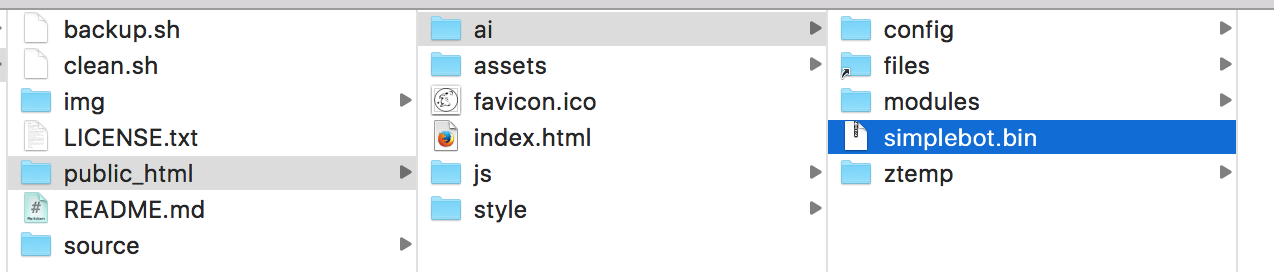 backup.sh
clean.sh
img
LICENSE.txt
public_html
README.md
source
ai
assets
favicon.ico
index.html
js
style
config
files
modules
simplebot.bin
ztemp